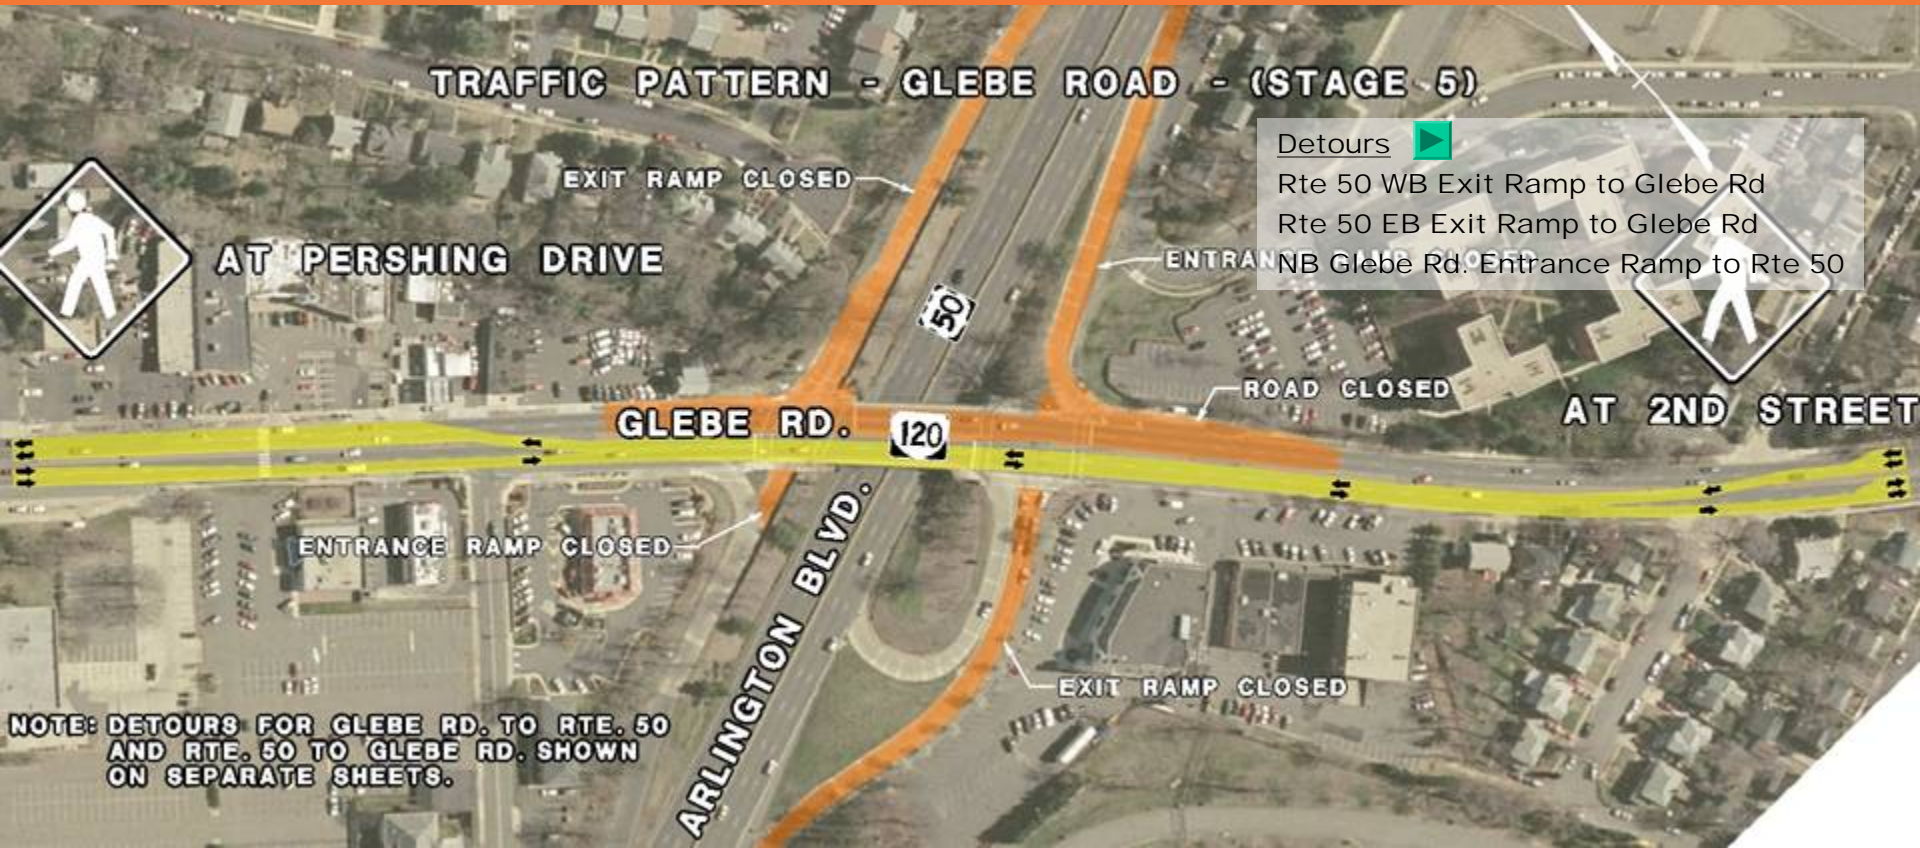 TRAFFIC PATTERN - GLEBE ROAD - (STAGE 5)
Detours
Rte 50 WB Exit Ramp to Glebe Rd
Rte 50 EB Exit Ramp to Glebe Rd
NB Glebe Rd. Entrance Ramp to Rte 50
EXIT RAMP CLOSED
AT PERSHING DRIVE
ENTRANCE RAMP CLOSED
50
ROAD CLOSED
AT 2ND STREET
GLEBE RD.
120
ENTRANCE RAMP CLOSED
ARLINGTON BLVD.
EXIT RAMP CLOSED
NOTE: DETOURS FOR GLEBE RD. TO RTE. 50
AND RTE. 50 TO GLEBE RD. SHOWN
ON SEPARATE SHEETS.